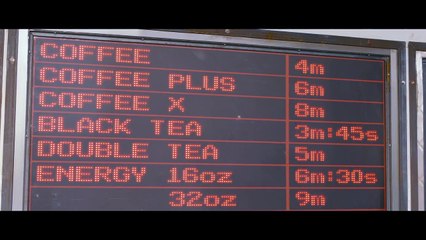 COFFEE 4m
COFFEE PLUS 6m
COFFEE X 8m
BLACK TEA 3m:45s
DOUBLE TEA 5m
ENERGY 16oz 6m:30s
32oz 9m